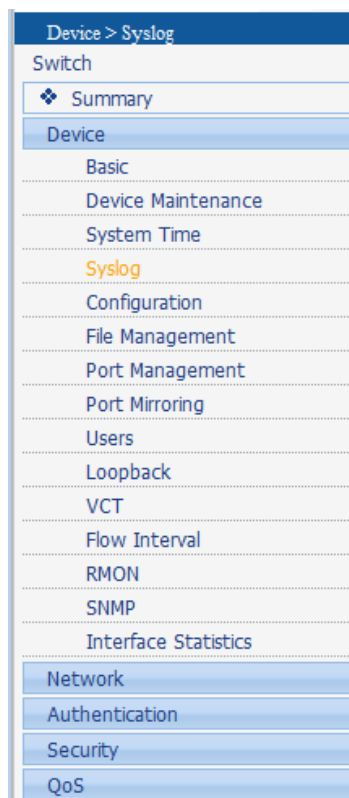 Device > Syslog
Switch
Summary
Device
Basic
Device Maintenance
System Time
Syslog
Configuration
File Management
Port Management
Port Mirroring
Users
Loopback
VCT
Flow Interval
RMON
SNMP
Interface Statistics
Network
Authentication
Security
QoS